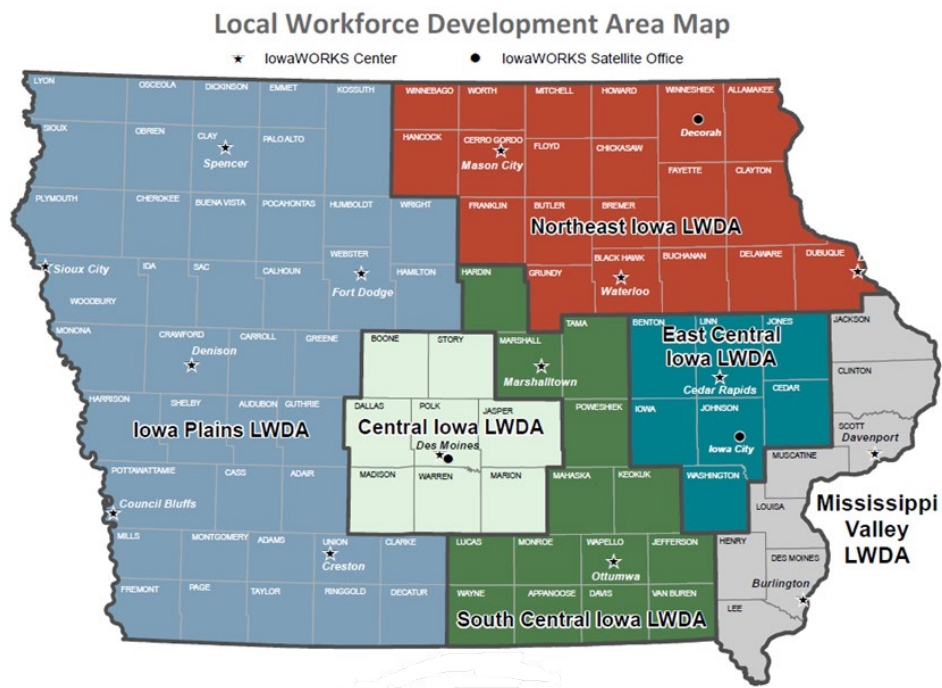 Local Workforce Development Area Map
IowaWORKS Center
IowaWORKS Satellite Office
LYON
OSCEOLA
DICKINSON
EMMET
KOSSUTH
WINNEBAGO
WORTH
MITCHELL
HOWARD
WINNESHIEK
ALLAMAKEE
SIOUX
OBRIEN
CLAY
PALO ALTO
Spencer
HANCOCK
CERRO GORDO
Mason City
FLOYD
CHICKASAW
Decorah
FAYETTE
CLAYTON
PLYMOUTH
CHEROKEE
BUENA VISTA
POCAHONTAS
HUMBOLDT
WRIGHT
FRANKLIN
BUTLER
BREMER
Northeast Iowa LWDA
Sioux City
IDA
SAC
CALHOUN
WEBSTER
Fort Dodge
HAMILTON
HARDIN
GRUNDY
BLACK HAWK
Waterloo
BUCHANAN
DELAWARE
DUBUQUE
WOODBURY
MONONA
CRAWFORD
Denison
CARROLL
GREENE
BOONE
STORY
MARSHALL
Marshalltown
TAMA
BENTON
LINN
JONES
East Central
Iowa LWDA
Cedar Rapids
JACKSON
CLINTON
CEDAR
HARRISON
SHELBY
AUDUBON
GUTHRIE
Iowa Plains LWDA
DALLAS
POLK
JASPER
Central Iowa LWDA
Des Moines
POWESHIEK
IOWA
JOHNSON
Iowa City
SCOTT
Davenport
MUSCATINE
POTTAWATTAMIE
CASS
ADAIR
Council Bluffs
MADISON
WARREN
MARION
MAHASKA
KEOKUK
WASHINGTON
LOUISA
Mississippi
Valley
LWDA
MILLS
MONTGOMERY
ADAMS
UNION
Creston
CLARKE
LUCAS
MONROE
WAPELLO
Ottumwa
JEFFERSON
HENRY
DES MOINES
Burlington
FREMONT
PAGE
TAYLOR
RINGGOLD
DECATUR
WAYNE
APPANOOSE
DAVIS
VAN BUREN
LEE
South Central Iowa LWDA